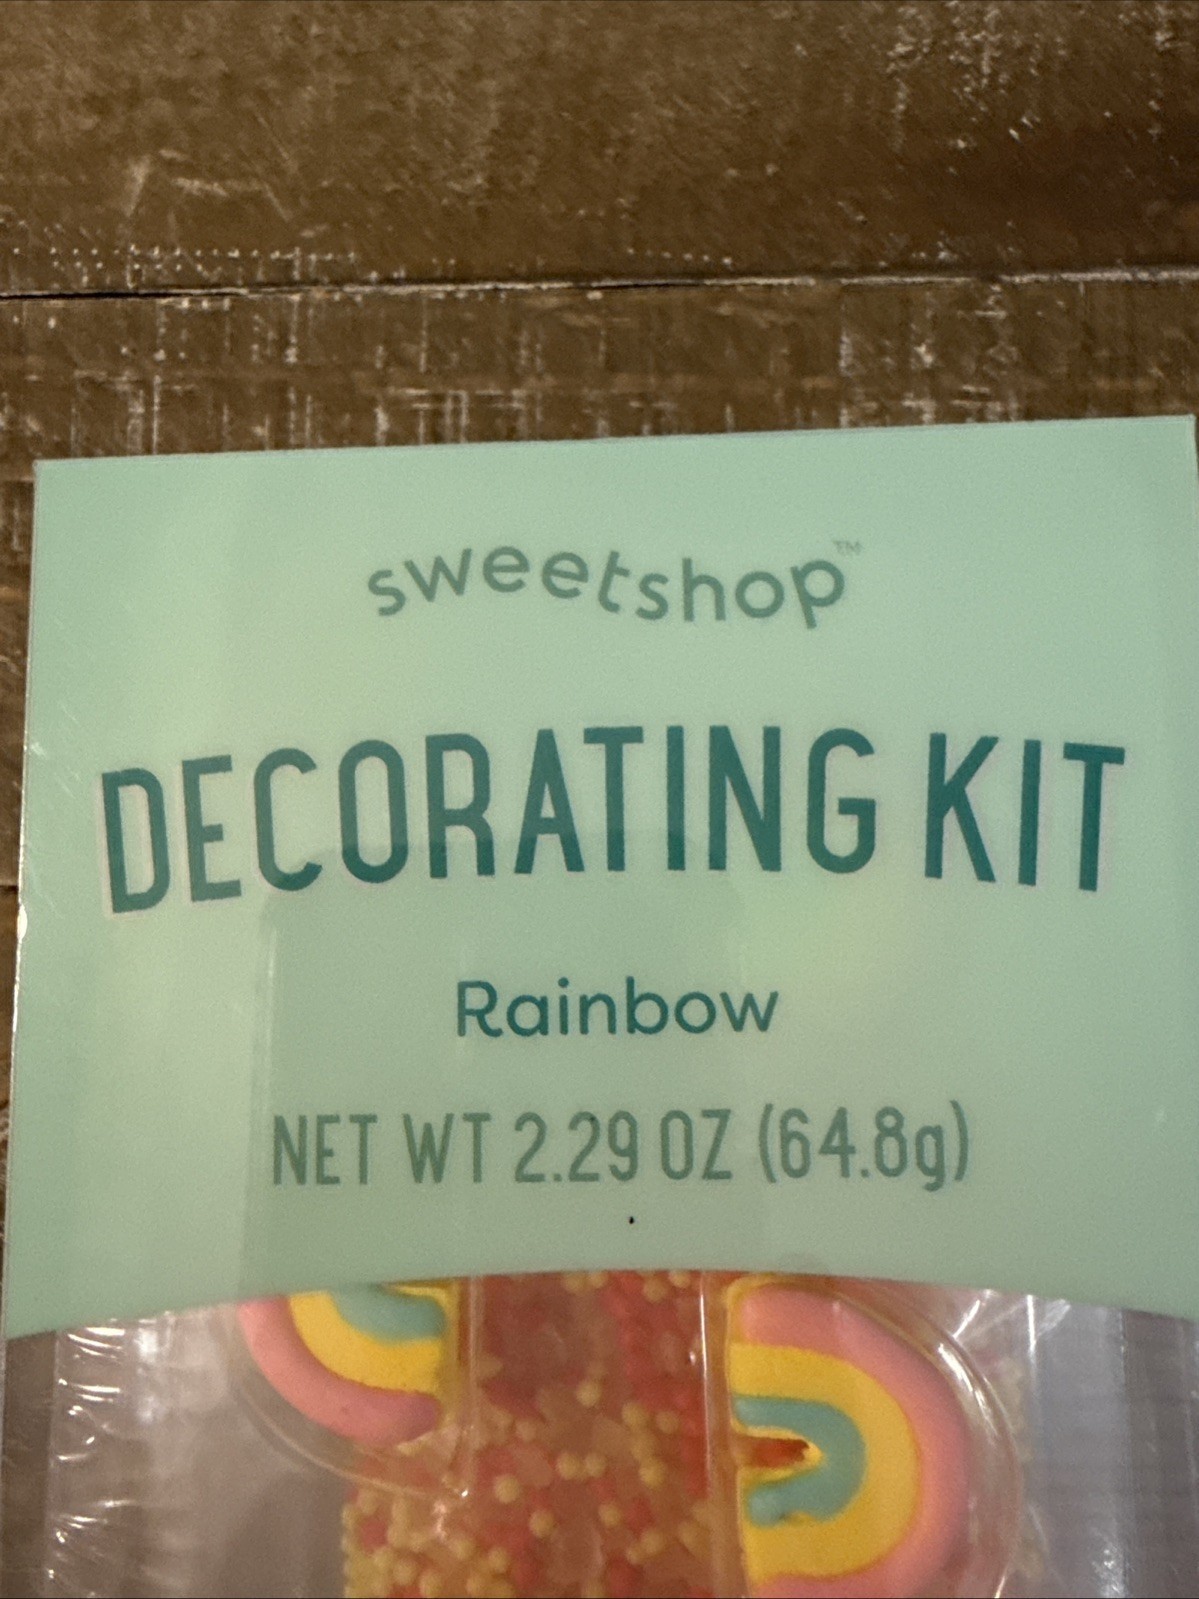 sweetshop™
DECORATING KIT
Rainbow
NET WT 2.29 OZ (64.8g)